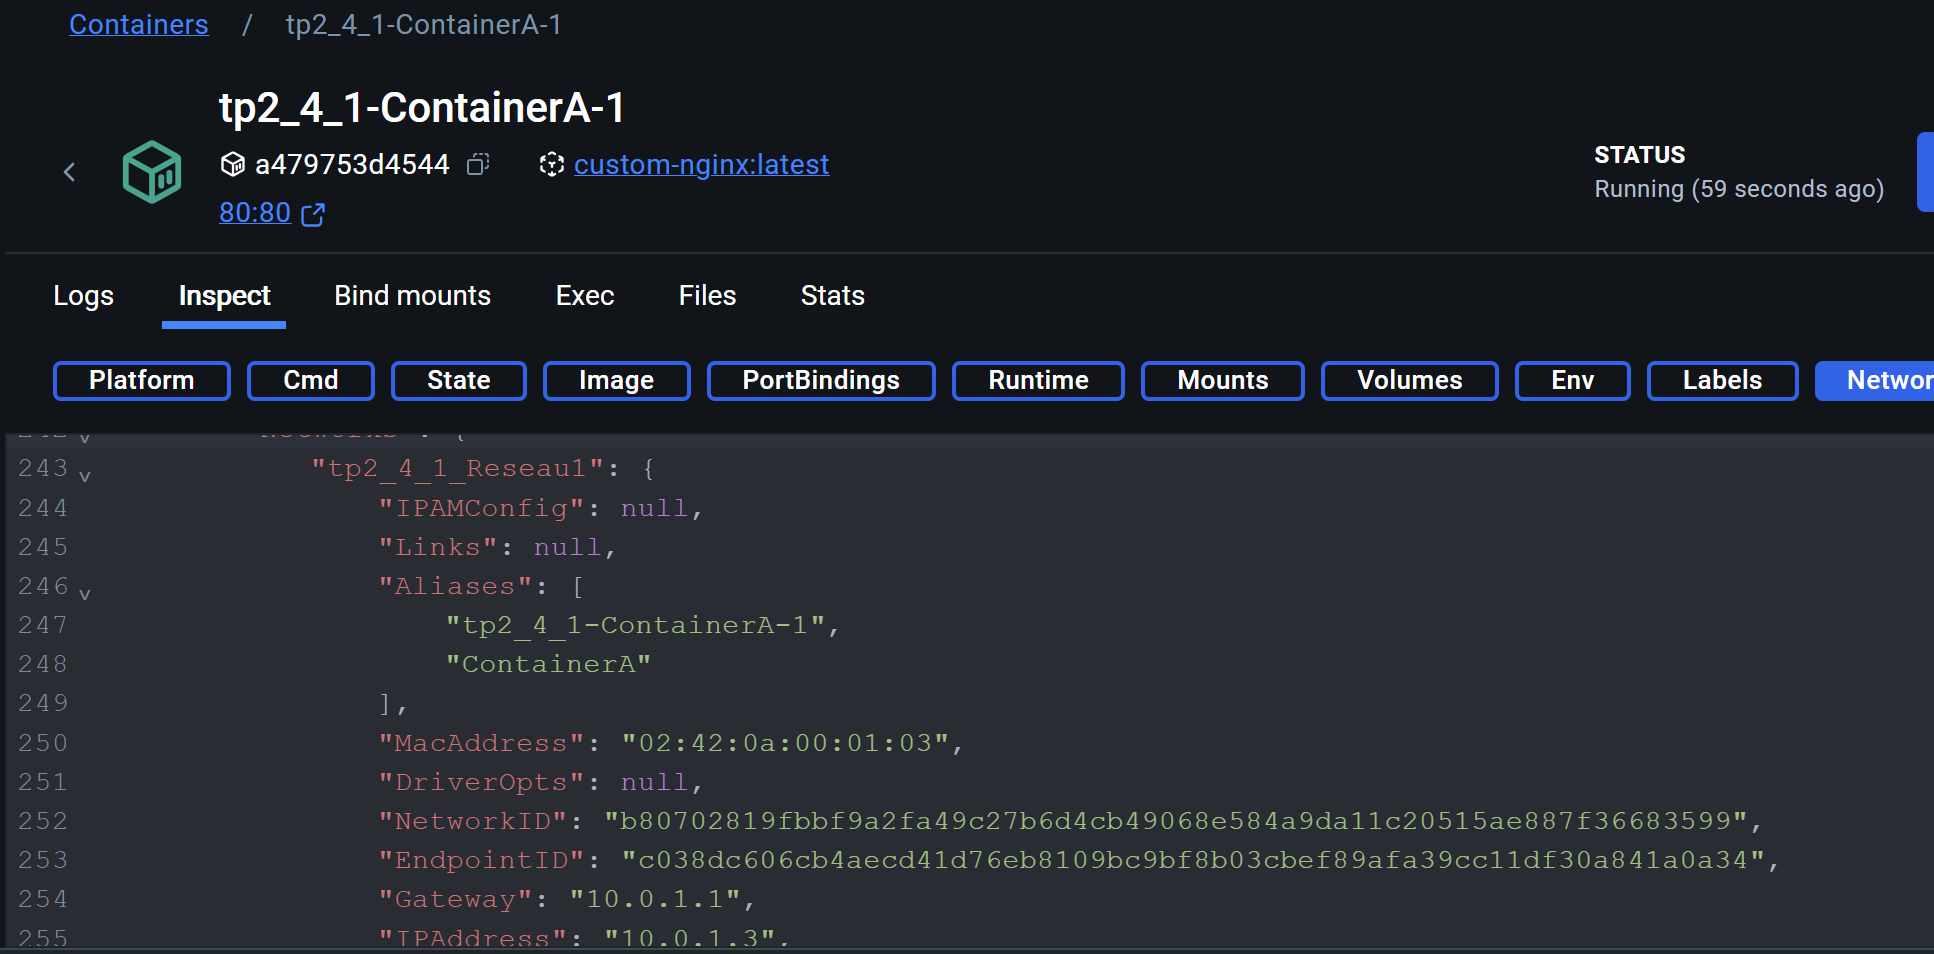 Containers / tp2_4_1-ContainerA-1
tp2_4_1-ContainerA-1
a479753d4544 custom-nginx:latest
80:80
STATUS
Running (59 seconds ago)
Logs Inspect Bind mounts Exec Files Stats
Platform Cmd State Image PortBindings Runtime Mounts Volumes Env Labels Networ
243 "tp2_4_1_Reseau1": {
244 "IPAMConfig": null,
245 "Links": null,
246 "Aliases": [
247 "tp2_4_1-ContainerA-1",
248 "ContainerA"
249 ],
250 "MacAddress": "02:42:0a:00:01:03",
251 "DriverOpts": null,
252 "NetworkID": "b80702819fbbf9a2fa49c27b6d4cb49068e584a9da11c20515ae887f36683599",
253 "EndpointID": "c038dc606cb4aecd41d76eb8109bc9bf8b03cbef89afa39cc11df30a841a0a34",
254 "Gateway": "10.0.1.1",
255 "IPAddress": "10.0.1.3",